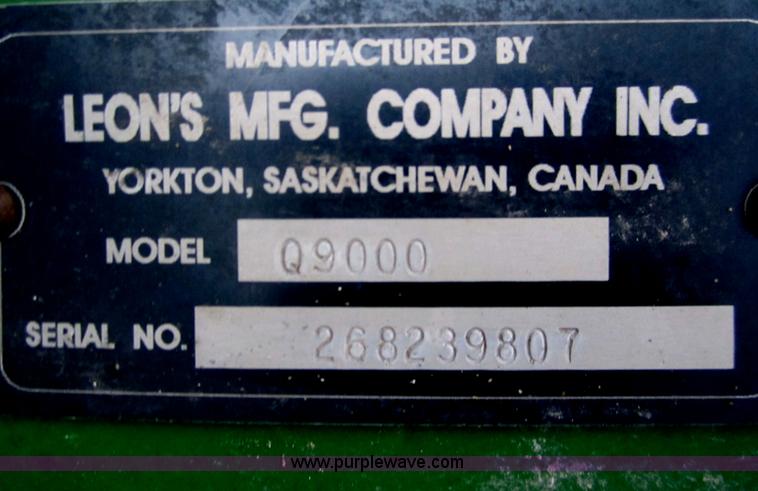 MANUFACTURED BY
LEON'S MFG. COMPANY INC.
YORKTON, SASKATCHEWAN, CANADA
MODEL Q9000
SERIAL NO. 268239807
www.purplewave.com